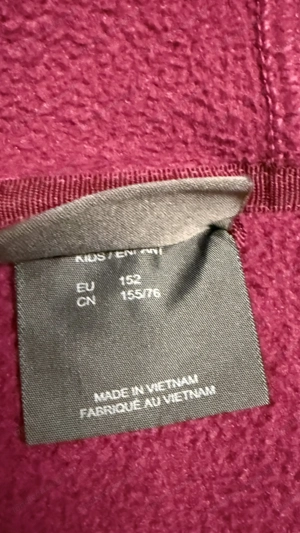 KIDS / ENFANT
EU 152
CN 155/76
MADE IN VIETNAM
FABRIQUÉ AU VIETNAM